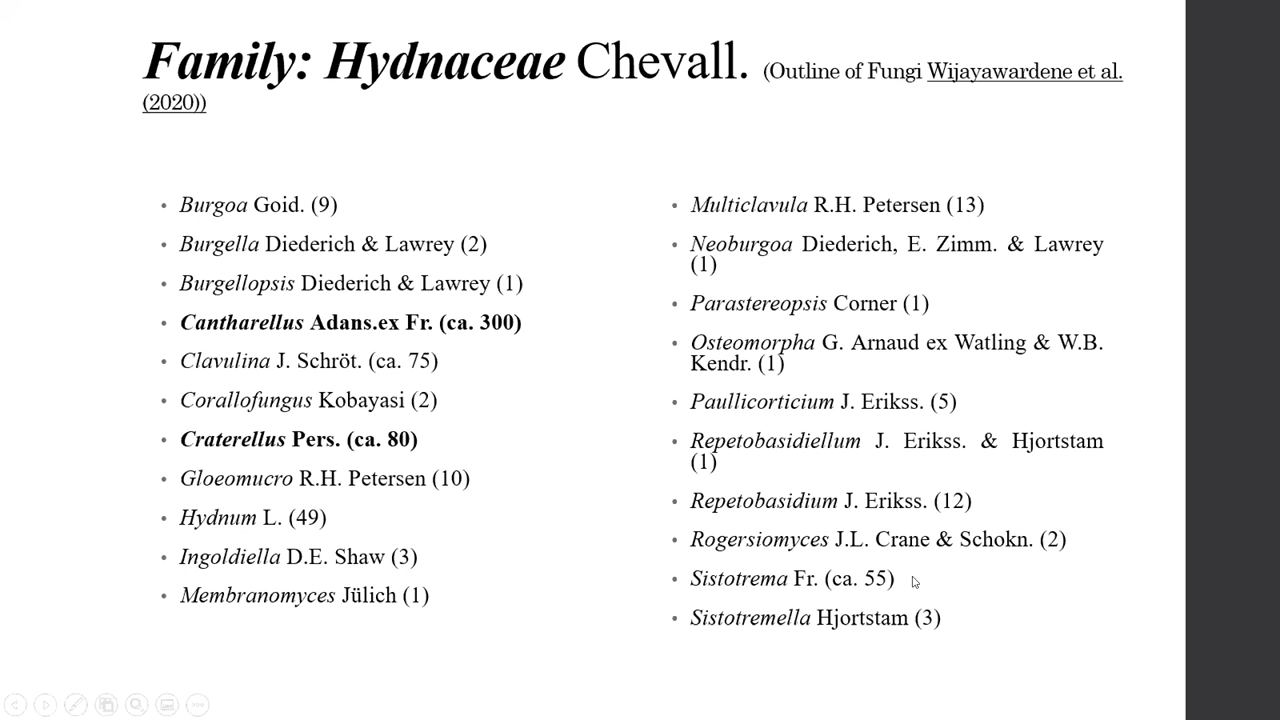 Family: Hydnaceae Chevall. (Outline of Fungi Wijayawardene et al.
(2020))
• Burgoa Goid. (9)
• Burgella Diederich & Lawrey (2)
• Burgellopsis Diederich & Lawrey (1)
• Cantharellus Adans.ex Fr. (ca. 300)
• Clavulina J. Schröt. (ca. 75)
• Corallofungus Kobayasi (2)
• Craterellus Pers. (ca. 80)
• Gloeomucro R.H. Petersen (10)
• Hydnum L. (49)
• Ingoldiella D.E. Shaw (3)
• Membranomyces Jülich (1)
• Multiclavula R.H. Petersen (13)
• Neoburgoa Diederich, E. Zimm. & Lawrey
(1)
• Parastereopsis Corner (1)
• Osteomorpha G. Arnaud ex Watling & W.B.
Kendr. (1)
• Paullicorticium J. Erikss. (5)
• Repetobasidiellum J. Erikss. & Hjortstam
(1)
• Repetobasidium J. Erikss. (12)
• Rogersiomyces J.L. Crane & Schokn. (2)
• Sistotrema Fr. (ca. 55)
• Sistotremella Hjortstam (3)